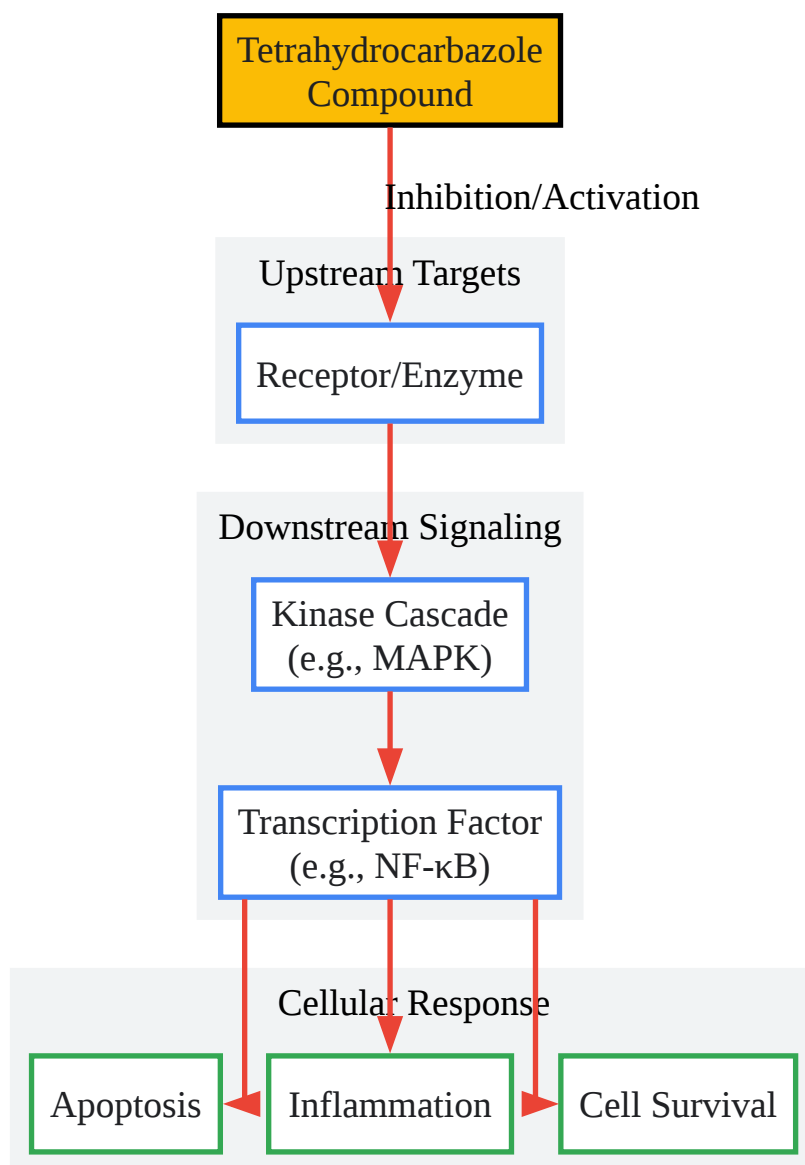 Tetrahydrocarbazole
Compound
Inhibition/Activation
Upstream Targets
Receptor/Enzyme
Downstream Signaling
Kinase Cascade
(e.g., MAPK)
Transcription Factor
(e.g., NF-κB)
Cellular Response
Apoptosis
Inflammation
Cell Survival